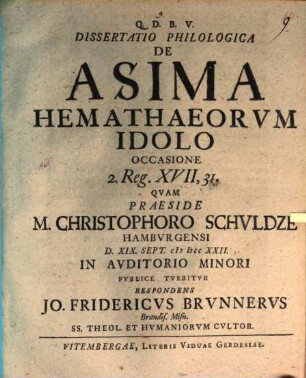 9.
Q. D. B. V.
DISSERTATIO PHILOLOGICA
DE
ASIMA
HEMATHAEORVM
IDOLO
OCCASIONE
2. Reg. XVII, 31.
QVAM
PRAESIDE
M. CHRISTOPHORO SCHVLDZE
HAMBVRGENSI
D. XIX. SEPT. cIɔ Iɔcc XXII.
IN AVDITORIO MINORI
PVBLICE TVEBITVR
RESPONDENS
JO. FRIDERICVS BRVNNERVS
Brandis. Misn.
SS. THEOL. ET HVMANIORVM CVLTOR.
VITEMBERGAE, LITERIS VIDUAE GERDESIAE.